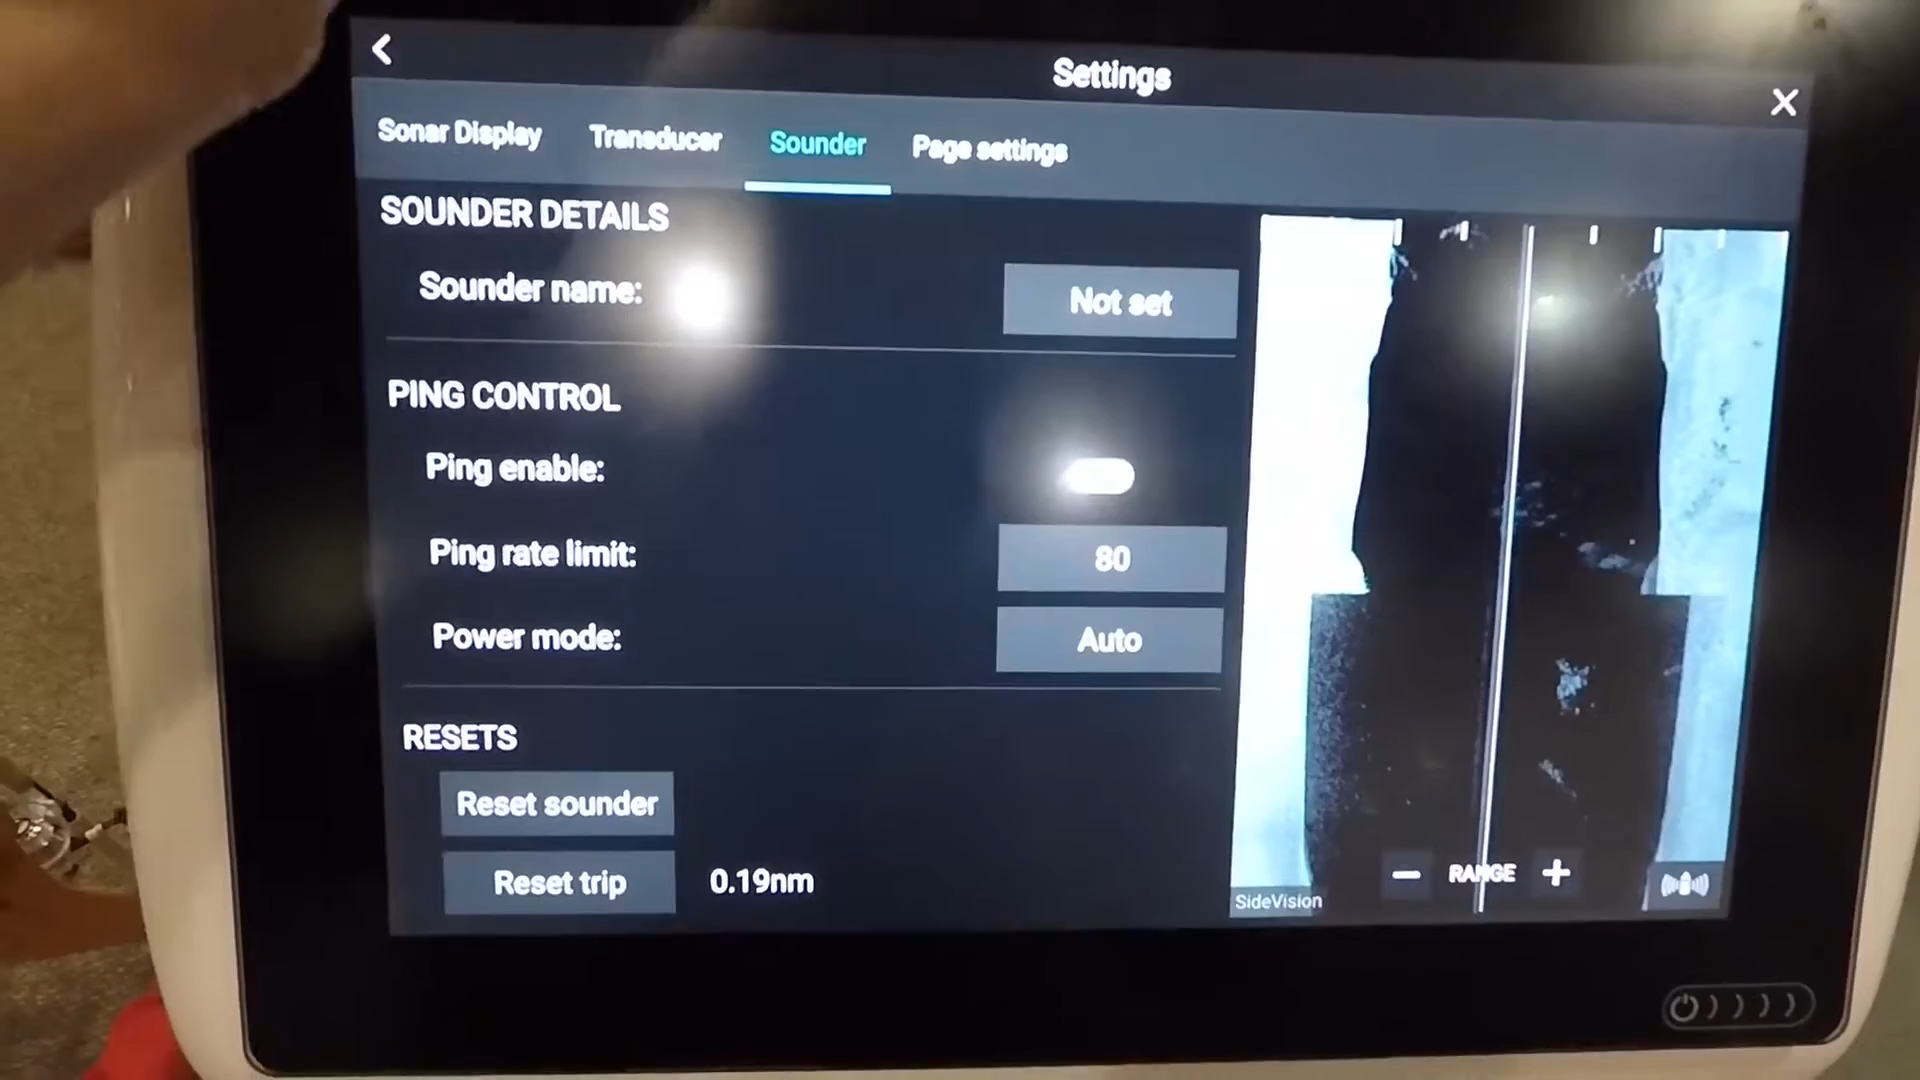 Settings
Sonar Display Transducer Sounder Page settings
SOUNDER DETAILS
Sounder name: Not set
PING CONTROL
Ping enable:
Ping rate limit: 80
Power mode: Auto
RESETS
Reset sounder
Reset trip 0.19nm
RANGE
SideVision